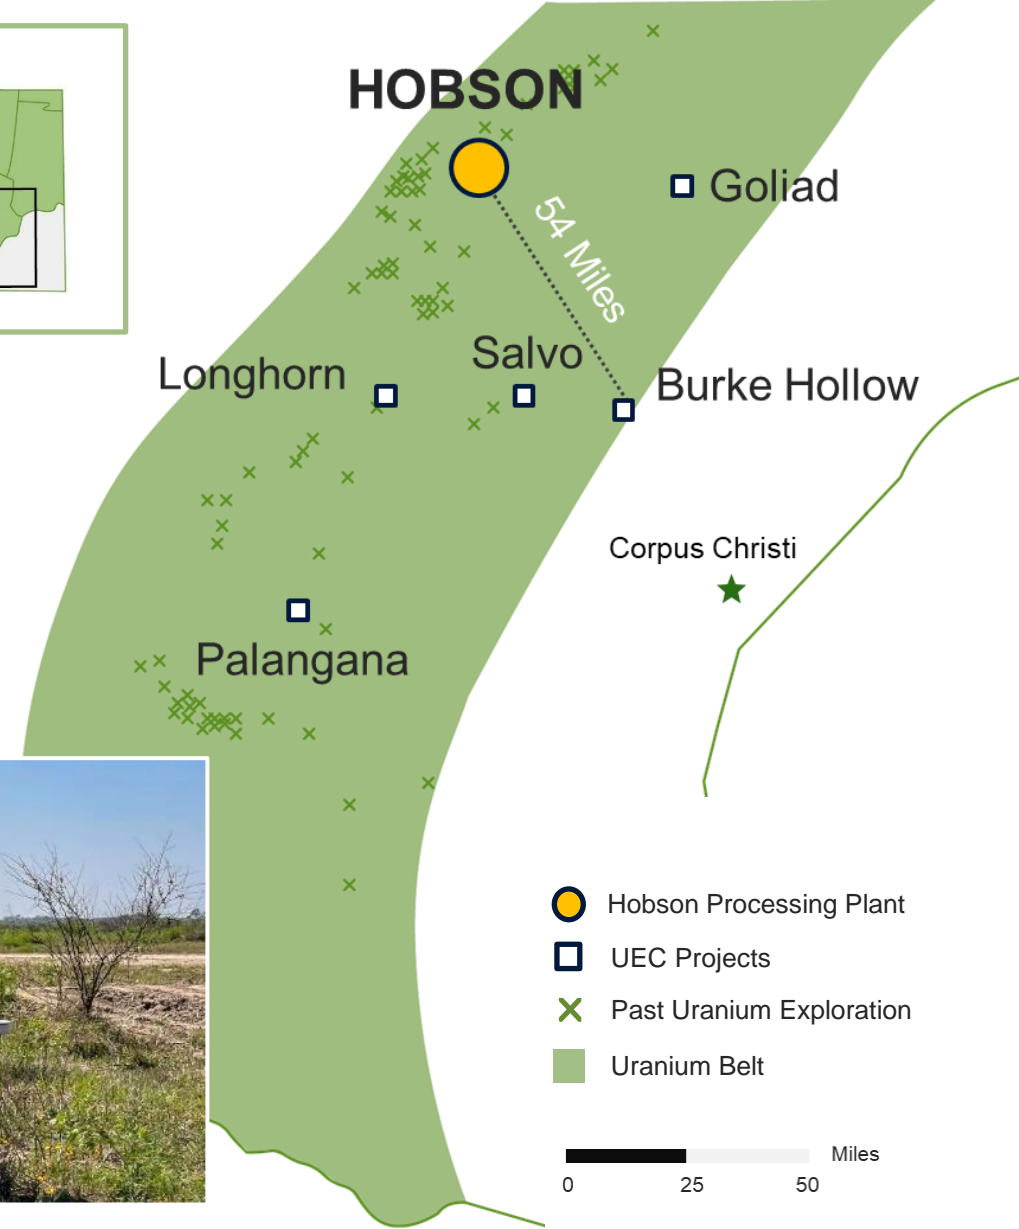 HOBSON
Goliad
54 Miles
Salvo
Longhorn
Burke Hollow
Corpus Christi
Palangana
Hobson Processing Plant
UEC Projects
Past Uranium Exploration
Uranium Belt
Miles
0 25 50